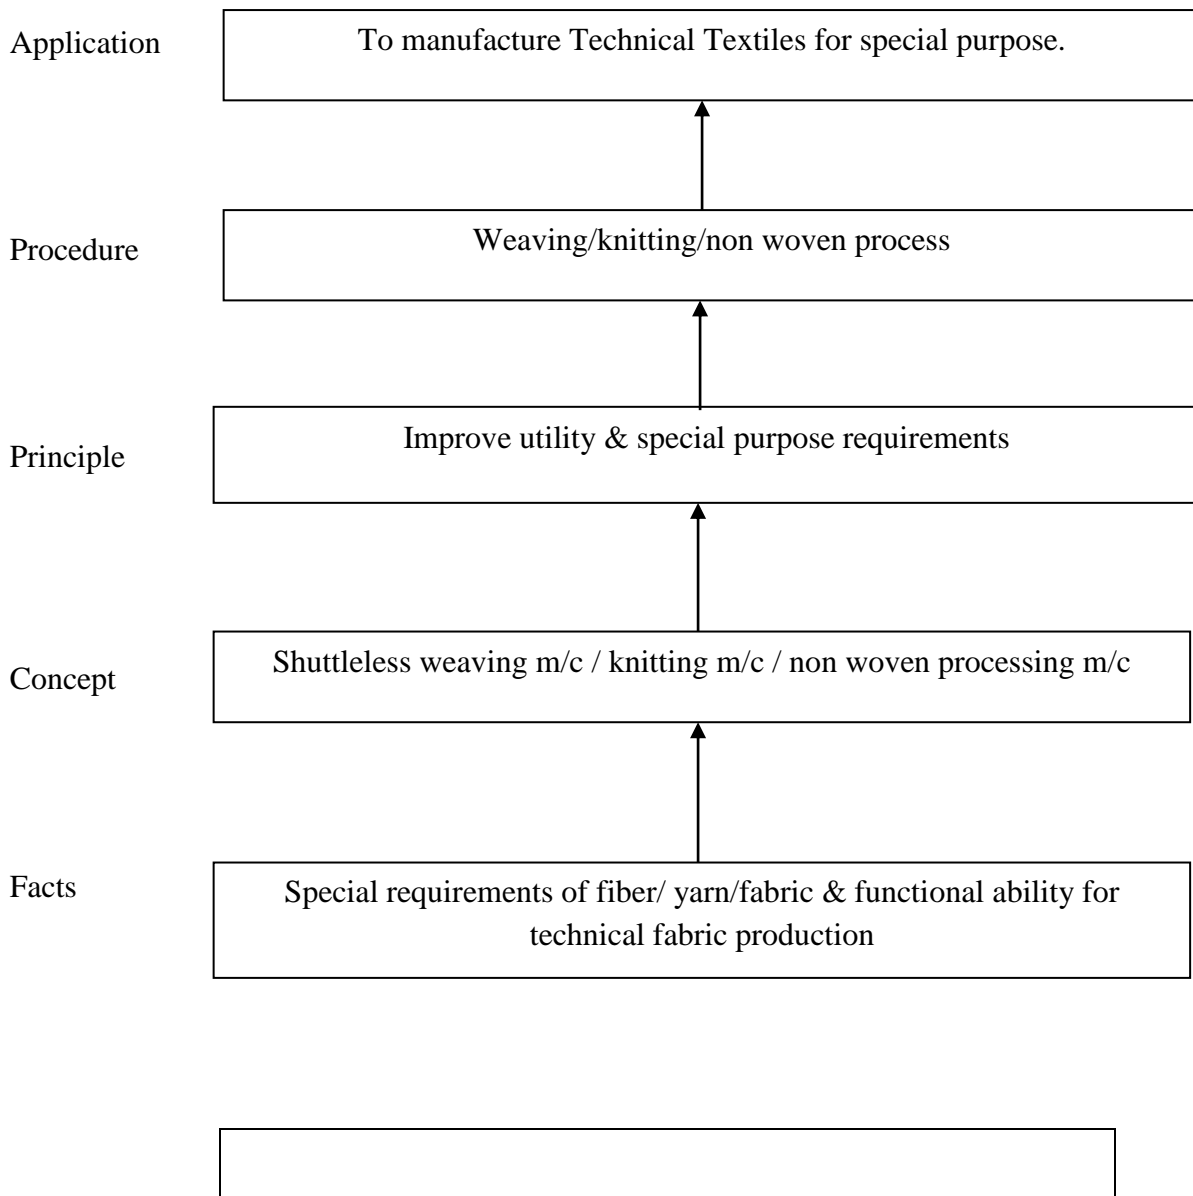 Application
To manufacture Technical Textiles for special purpose.
Procedure
Weaving/knitting/non woven process
Principle
Improve utility & special purpose requirements
Concept
Shuttleless weaving m/c / knitting m/c / non woven processing m/c
Facts
Special requirements of fiber/ yarn/fabric & functional ability for
technical fabric production